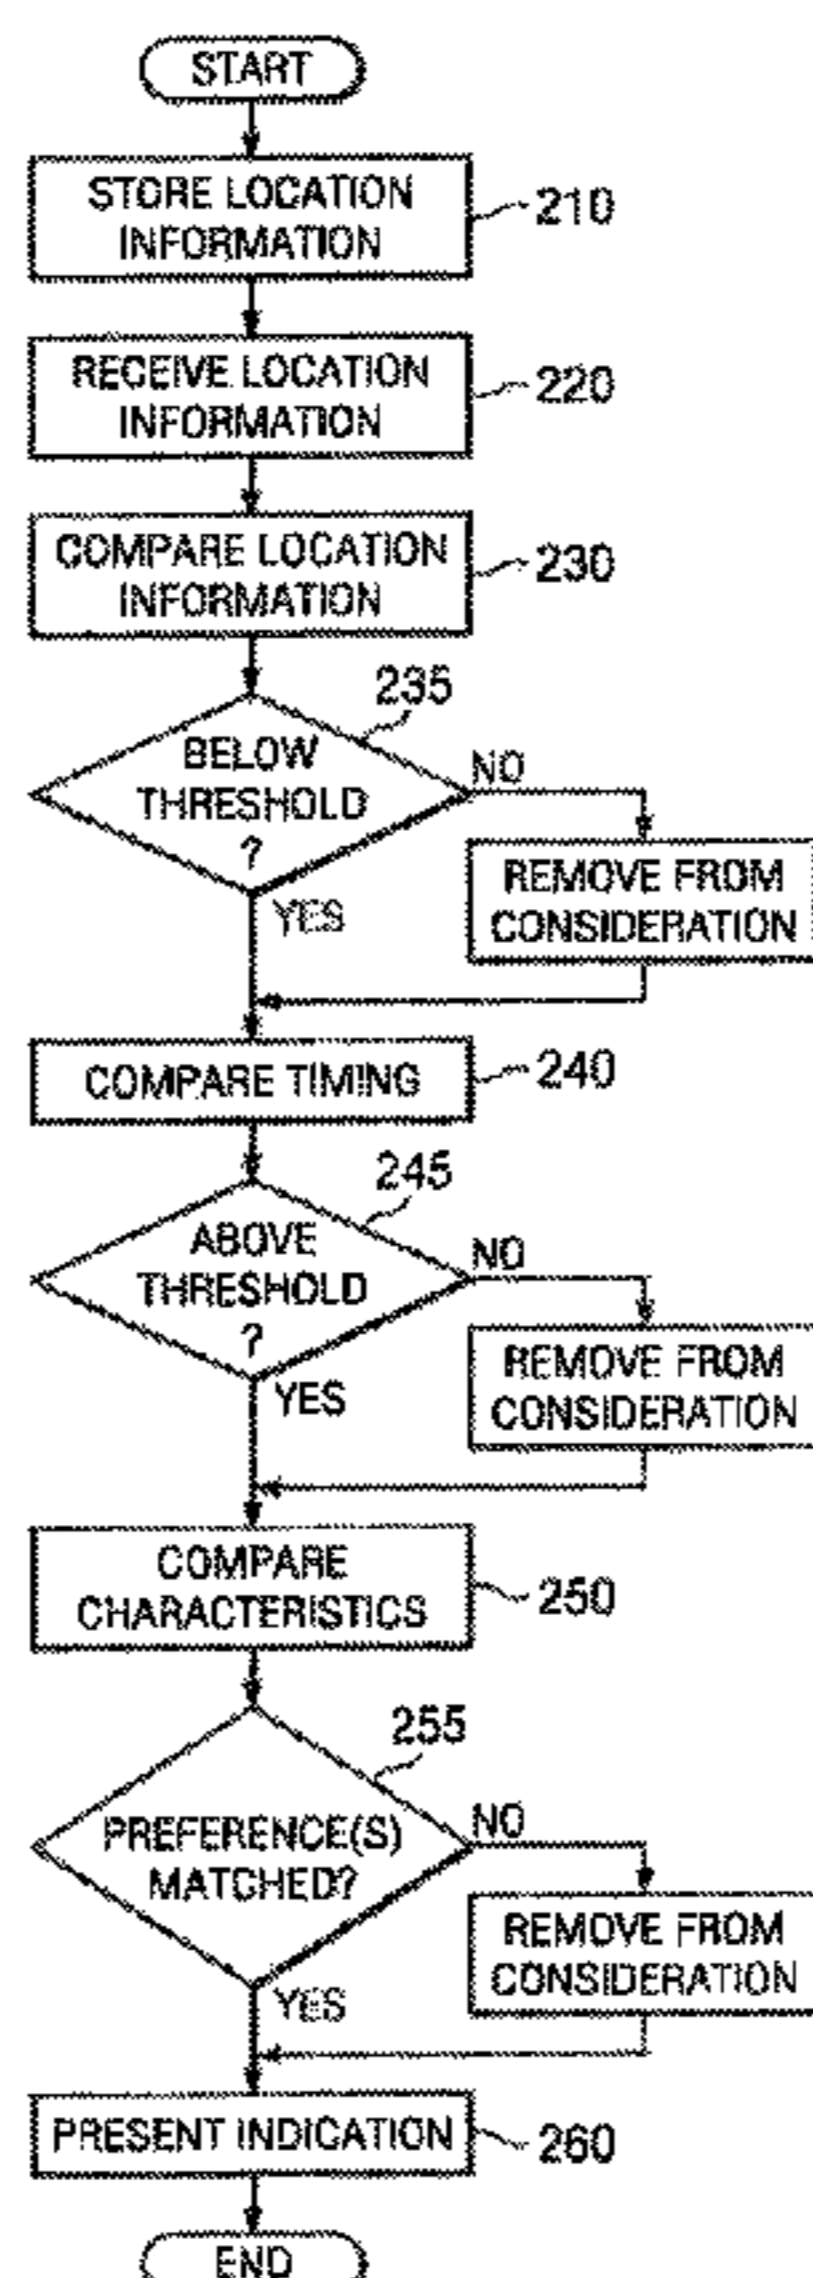 START
STORE LOCATION
INFORMATION
210
RECEIVE LOCATION
INFORMATION
220
COMPARE LOCATION
INFORMATION
230
235
BELOW
THRESHOLD
?
NO
YES
REMOVE FROM
CONSIDERATION
COMPARE TIMING
240
245
ABOVE
THRESHOLD
?
NO
YES
REMOVE FROM
CONSIDERATION
COMPARE
CHARACTERISTICS
250
255
PREFERENCE(S)
MATCHED?
NO
YES
REMOVE FROM
CONSIDERATION
PRESENT INDICATION
260
END